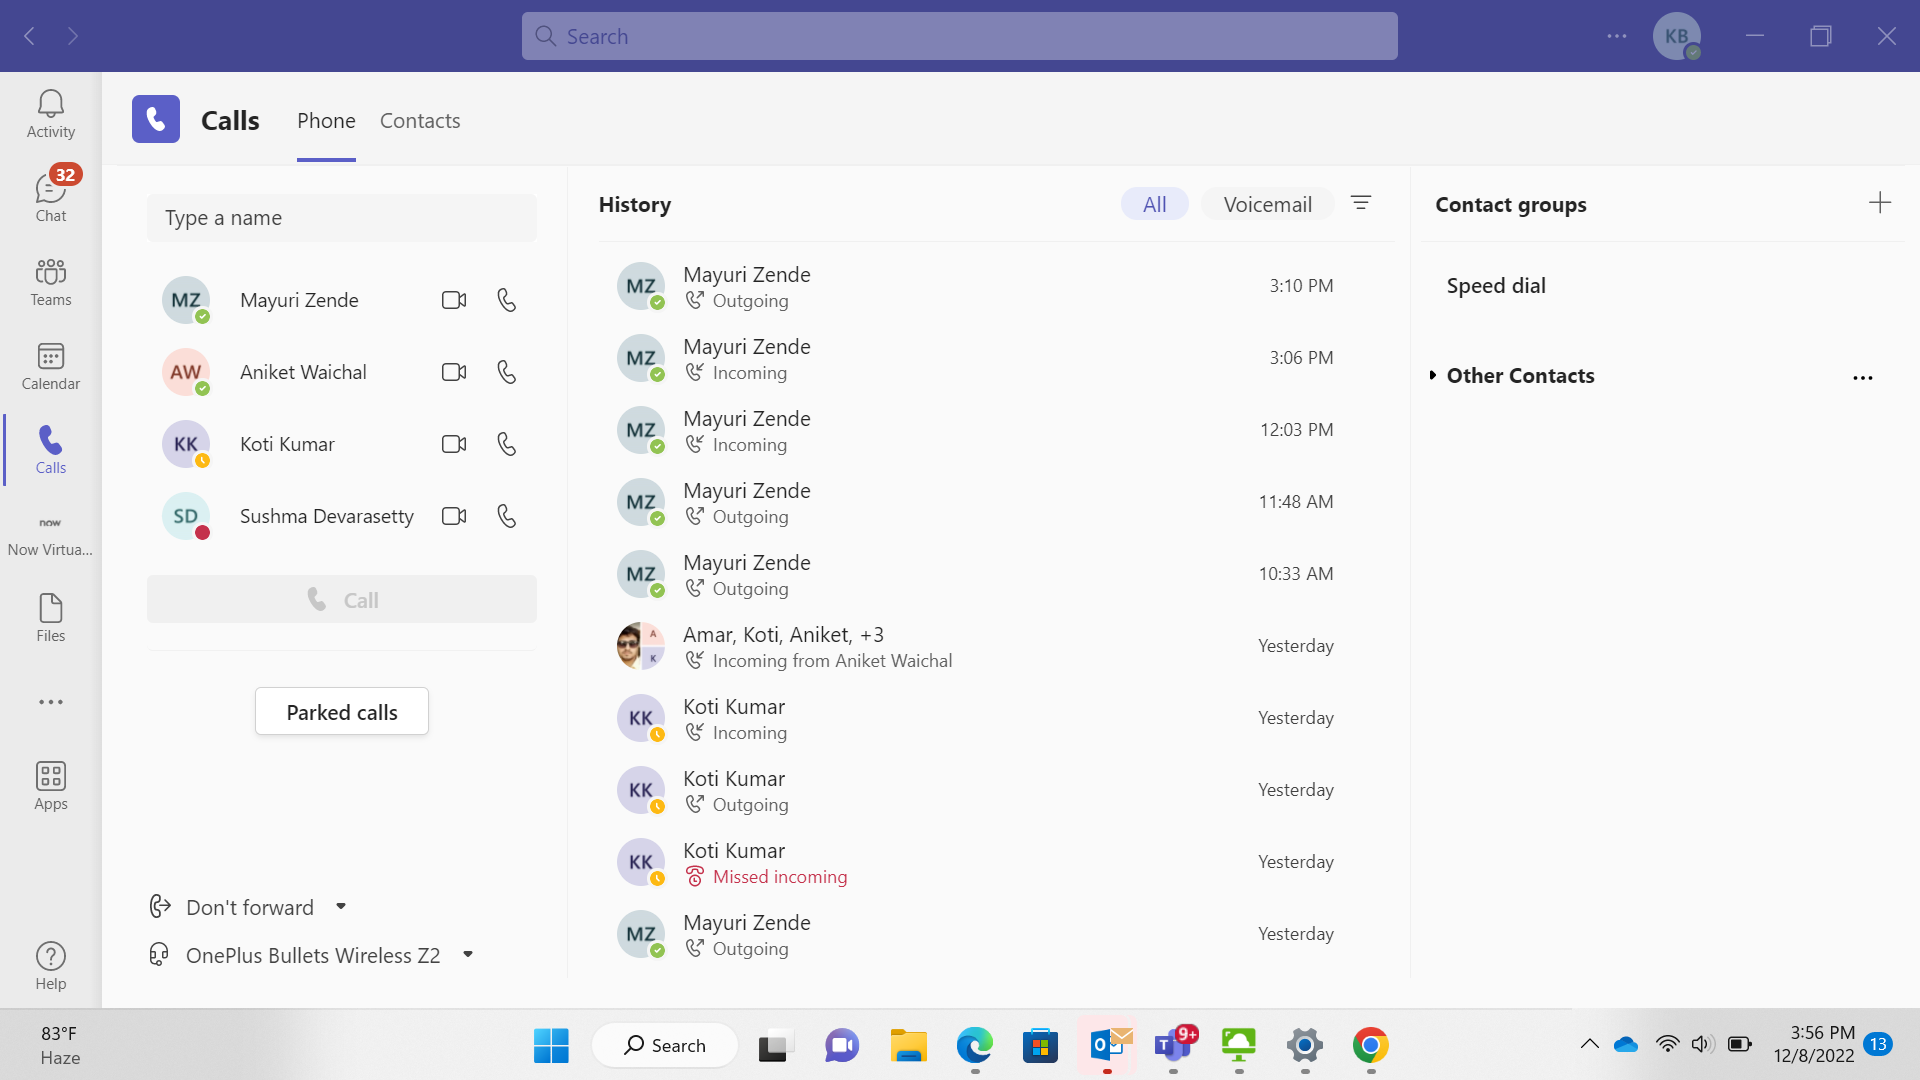 Search
KB
Activity
32
Chat
Teams
Calendar
Calls
now
Now Virtua...
Files
Apps
Help
Calls
Phone
Contacts
Type a name
MZ
Mayuri Zende
AW
Aniket Waichal
KK
Koti Kumar
SD
Sushma Devarasetty
Call
Parked calls
Don't forward
OnePlus Bullets Wireless Z2
History
All
Voicemail
MZ
Mayuri Zende
Outgoing
3:10 PM
MZ
Mayuri Zende
Incoming
3:06 PM
MZ
Mayuri Zende
Incoming
12:03 PM
MZ
Mayuri Zende
Outgoing
11:48 AM
MZ
Mayuri Zende
Outgoing
10:33 AM
A
K
Amar, Koti, Aniket, +3
Incoming from Aniket Waichal
Yesterday
KK
Koti Kumar
Incoming
Yesterday
KK
Koti Kumar
Outgoing
Yesterday
KK
Koti Kumar
Missed incoming
Yesterday
MZ
Mayuri Zende
Outgoing
Yesterday
Contact groups
Speed dial
Other Contacts
83°F
Haze
Search
9+
3:56 PM
12/8/2022
13